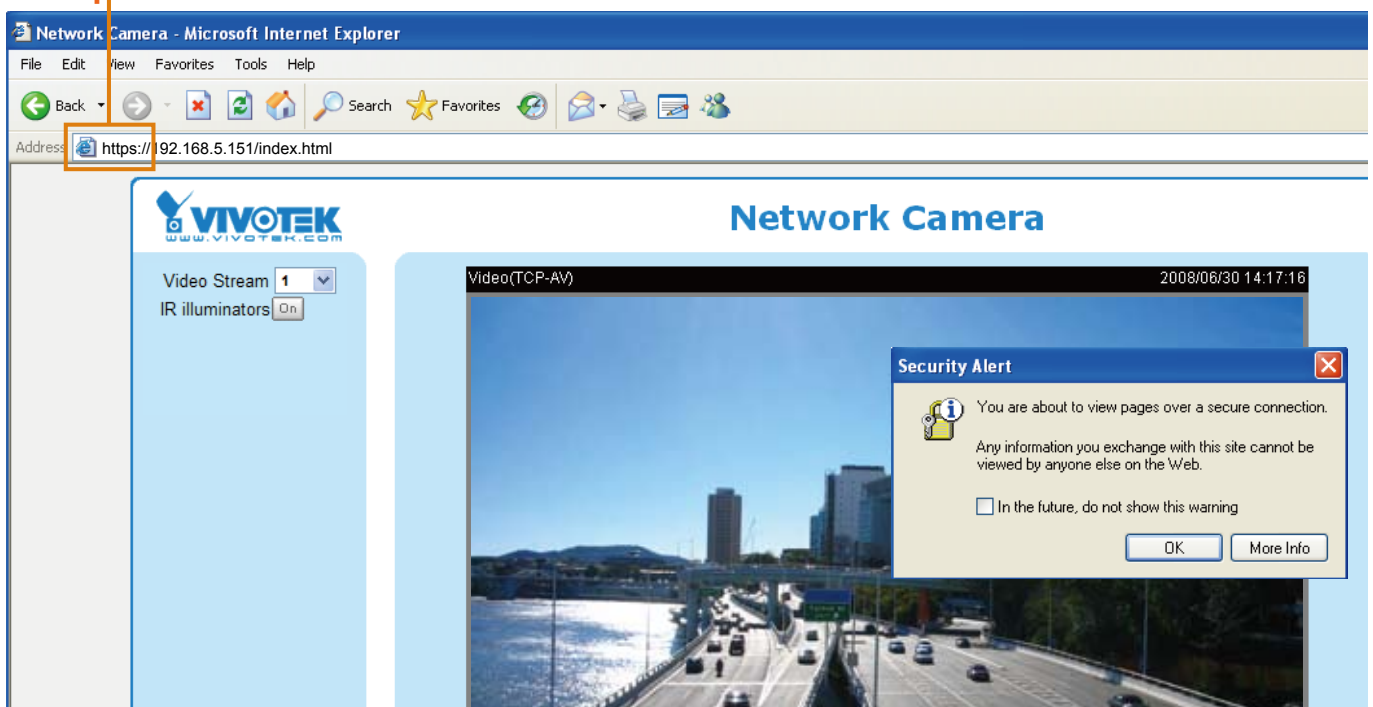 Network Camera - Microsoft Internet Explorer
File Edit View Favorites Tools Help
Back Search Favorites
Address https://192.168.5.151/index.html
VIVOTEK
www.vivotek.com
Network Camera
Video Stream 1
IR illuminators On
Video(TCP-AV) 2008/06/30 14:17:16
Security Alert
You are about to view pages over a secure connection.
Any information you exchange with this site cannot be
viewed by anyone else on the Web.
In the future, do not show this warning
OK More Info